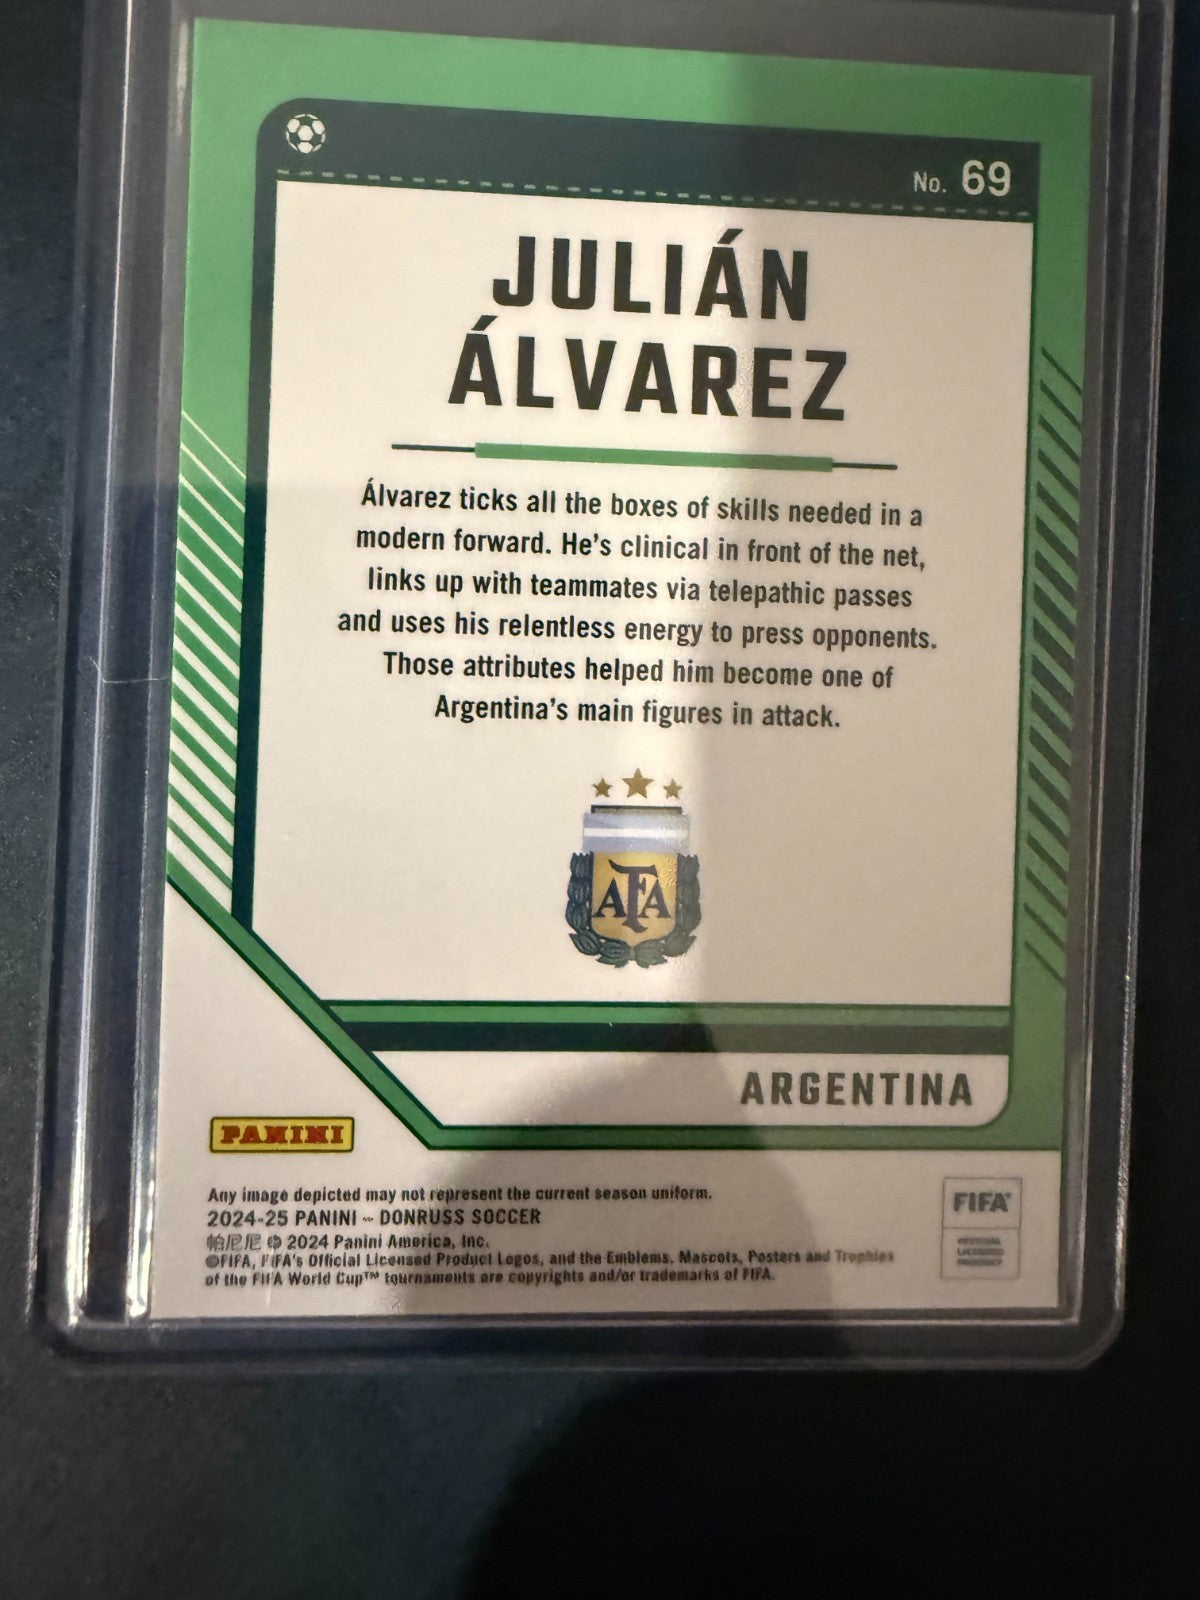 No. 69
JULIÁN
ÁLVAREZ
Álvarez ticks all the boxes of skills needed in a
modern forward. He's clinical in front of the net,
links up with teammates via telepathic passes
and uses his relentless energy to press opponents.
Those attributes helped him become one of
Argentina's main figures in attack.
AFA
ARGENTINA
PANINI
Any image depicted may not represent the current season uniform.
2024-25 PANINI – DONRUSS SOCCER
帕尼尼 © 2024 Panini America, Inc.
©FIFA, FIFA's Official Licensed Product Logos, and the Emblems, Mascots, Posters and Trophies
of the FIFA World Cup™ tournaments are copyrights and/or trademarks of FIFA.
FIFA®
OFFICIAL
LICENSED
PRODUCT